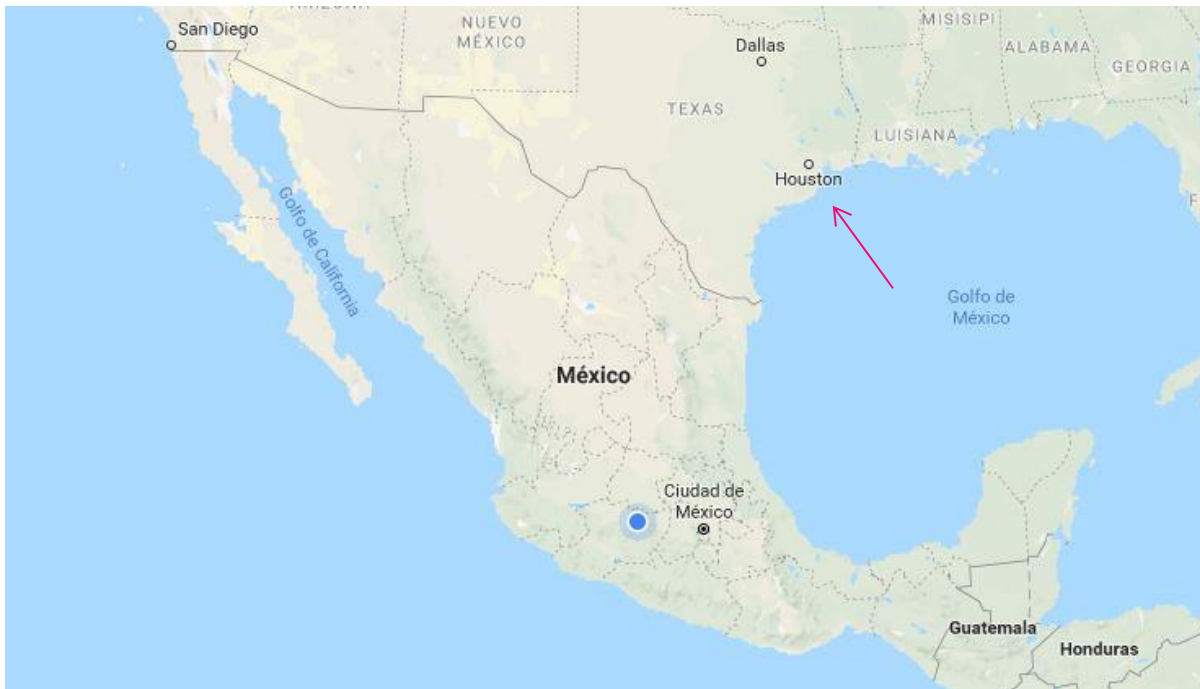 San Diego
NUEVO
MÉXICO
Dallas
MISISIPI
ALABAMA
GEORGIA
TEXAS
LUISIANA
Houston
Golfo de California
Golfo de
México
México
Ciudad de
México
Guatemala
Honduras